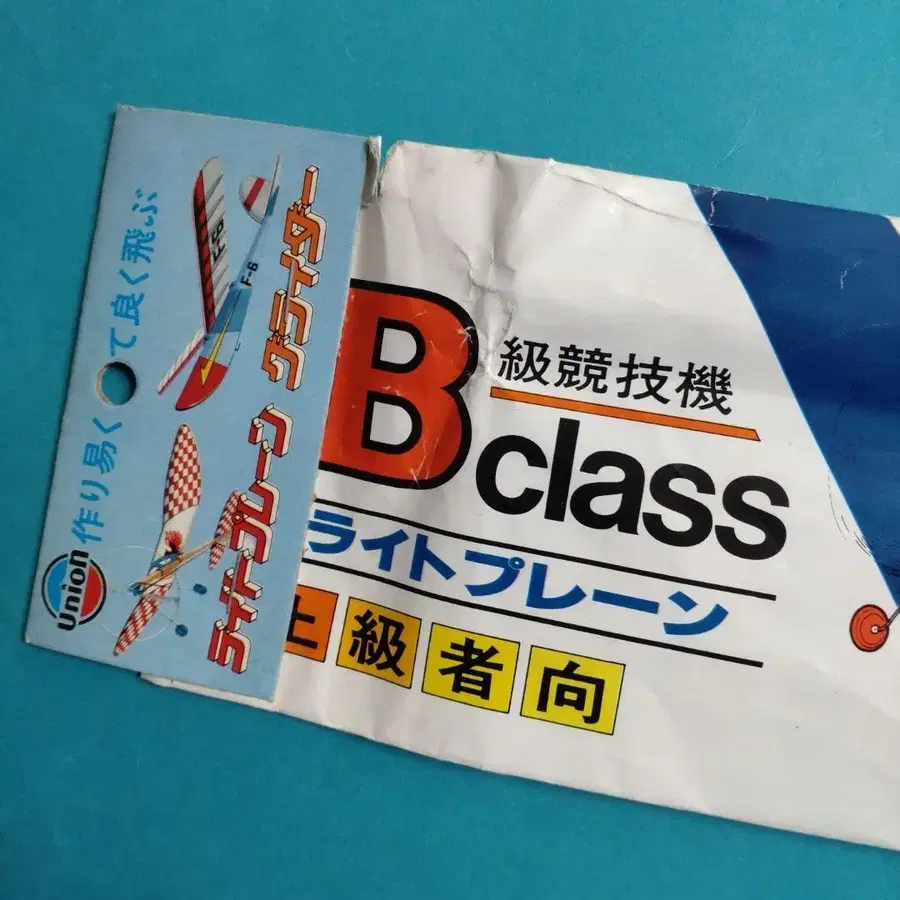 作り易くて良く飛ぶ
Union
F-6
ライトプレーン グライダー
B級競技機
class
ライトプレーン
上級者向